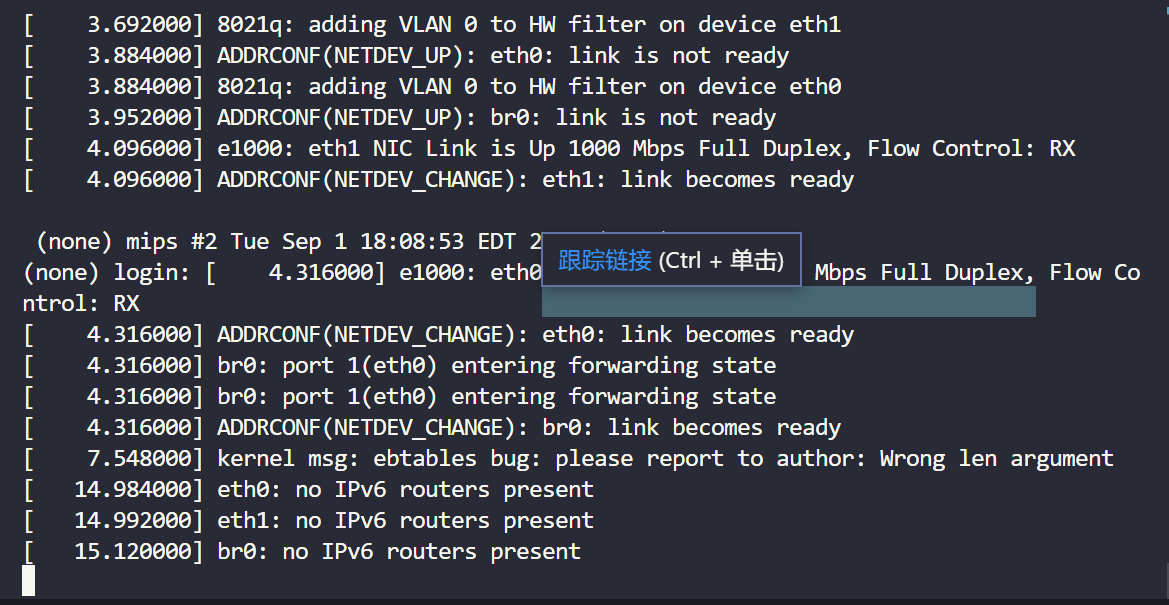 [    3.692000] 8021q: adding VLAN 0 to HW filter on device eth1
[    3.884000] ADDRCONF(NETDEV_UP): eth0: link is not ready
[    3.884000] 8021q: adding VLAN 0 to HW filter on device eth0
[    3.952000] ADDRCONF(NETDEV_UP): br0: link is not ready
[    4.096000] e1000: eth1 NIC Link is Up 1000 Mbps Full Duplex, Flow Control: RX
[    4.096000] ADDRCONF(NETDEV_CHANGE): eth1: link becomes ready
(none) mips #2 Tue Sep 1 18:08:53 EDT 2
跟踪链接 (Ctrl + 单击)
(none) login: [    4.316000] e1000: eth0 Mbps Full Duplex, Flow Co
ntrol: RX
[    4.316000] ADDRCONF(NETDEV_CHANGE): eth0: link becomes ready
[    4.316000] br0: port 1(eth0) entering forwarding state
[    4.316000] br0: port 1(eth0) entering forwarding state
[    4.316000] ADDRCONF(NETDEV_CHANGE): br0: link becomes ready
[    7.548000] kernel msg: ebtables bug: please report to author: Wrong len argument
[   14.984000] eth0: no IPv6 routers present
[   14.992000] eth1: no IPv6 routers present
[   15.120000] br0: no IPv6 routers present